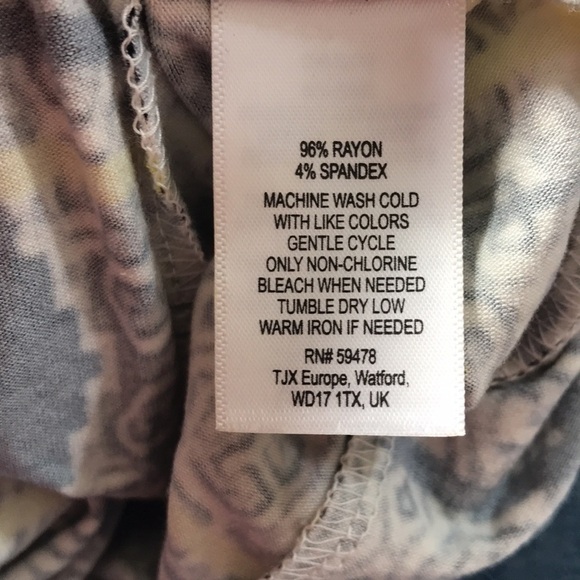 96% RAYON
4% SPANDEX
MACHINE WASH COLD
WITH LIKE COLORS
GENTLE CYCLE
ONLY NON-CHLORINE
BLEACH WHEN NEEDED
TUMBLE DRY LOW
WARM IRON IF NEEDED
RN# 59478
TJX Europe, Watford,
WD17 1TX, UK